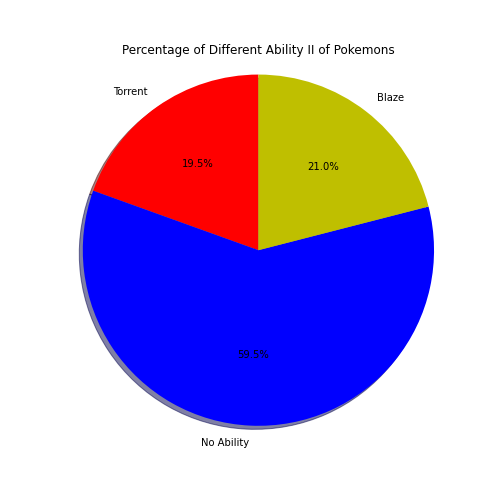 Percentage of Different Ability II of Pokemons
Torrent
Blaze
19.5%
21.0%
59.5%
No Ability